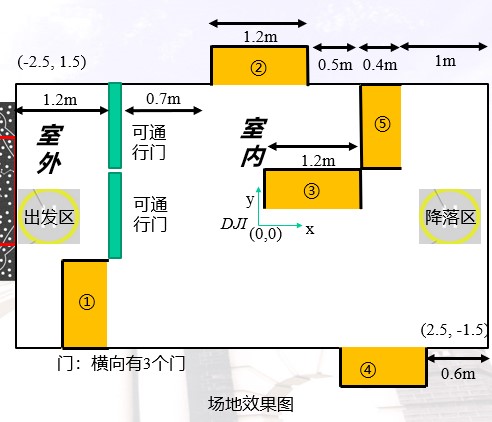 1.2m
②
0.5m
0.4m
1m
(-2.5, 1.5)
1.2m
0.7m
室外
可通行门
室内
⑤
1.2m
③
可通行门
y
出发区
DJI
(0,0)
x
降落区
①
(2.5, -1.5)
门：横向有3个门
④
0.6m
场地效果图